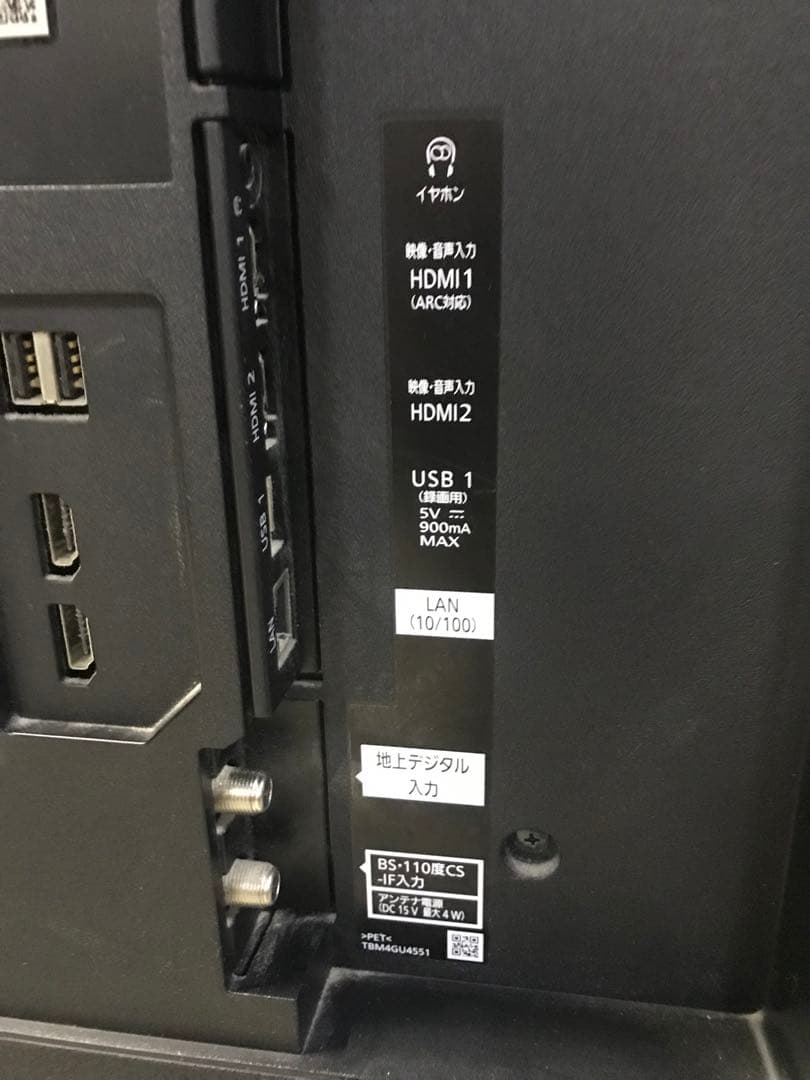 イヤホン
映像・音声入力
HDMI1
(ARC対応)
映像・音声入力
HDMI2
USB 1
(録画用)
5V ⎓
900mA
MAX
LAN
(10/100)
地上デジタル
入力
BS・110度CS
-IF入力
アンテナ電源
(DC 15 V 最大 4 W)
>PET<
TBM4GU4551
HDMI 1
HDMI 2
USB 1
LAN